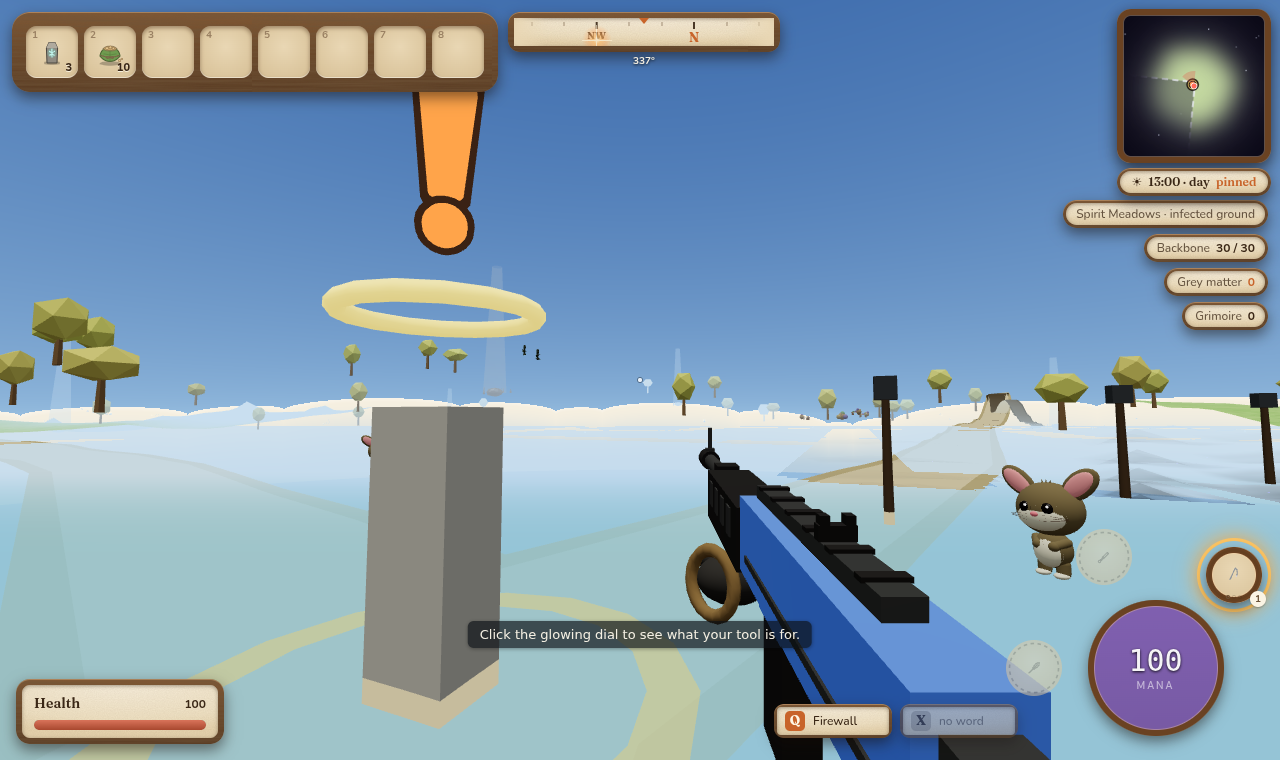 1
2
3
4
5
6
7
8
3
10
NW
N
337°
13:00 · day pinned
Spirit Meadows · infected ground
Backbone 30 / 30
Grey matter 0
Grimoire 0
Click the glowing dial to see what your tool is for.
1
100
MANA
Health 100
Q Firewall
X no word